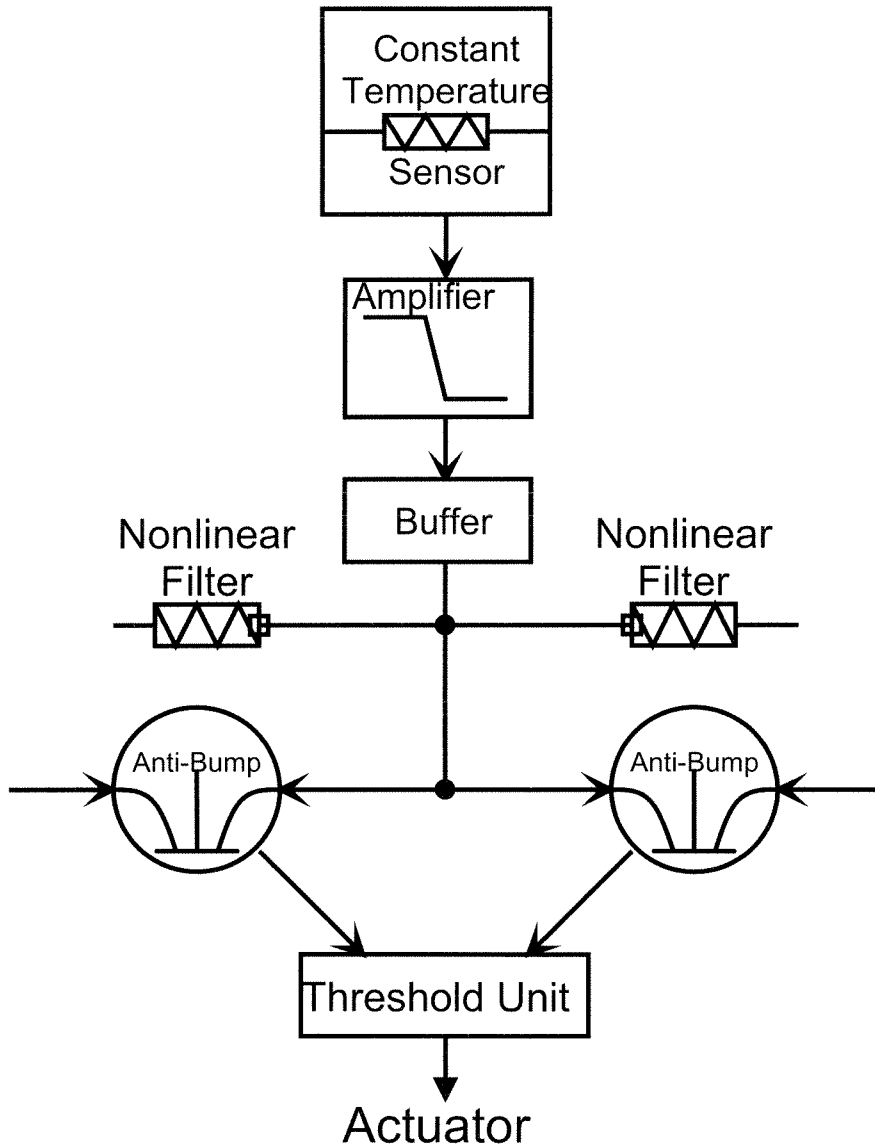 Constant
Temperature
Sensor
Amplifier
Buffer
Nonlinear
Filter
Nonlinear
Filter
Anti-Bump
Anti-Bump
Threshold Unit
Actuator